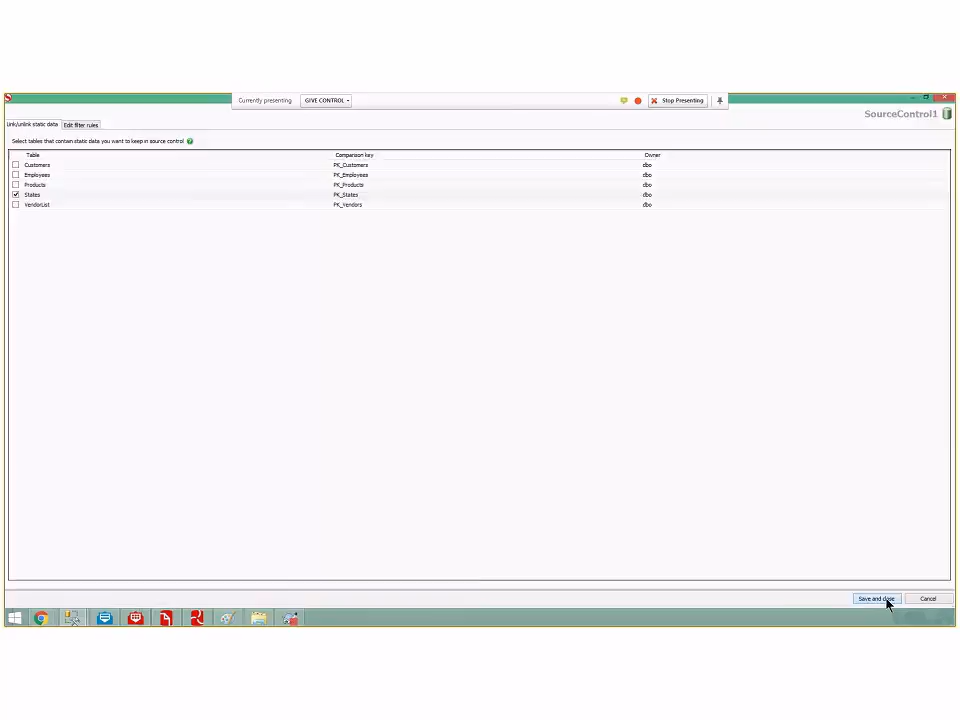 Currently presenting GIVE CONTROL Stop Presenting
SourceControl1
Link/unlink static data Edit filter rules
Select tables that contain static data you want to keep in source control
Table Comparison key Owner
Customers PK_Customers dbo
Employees PK_Employees dbo
Products PK_Products dbo
States PK_States dbo
VendorList PK_Vendors dbo
Save and close Cancel